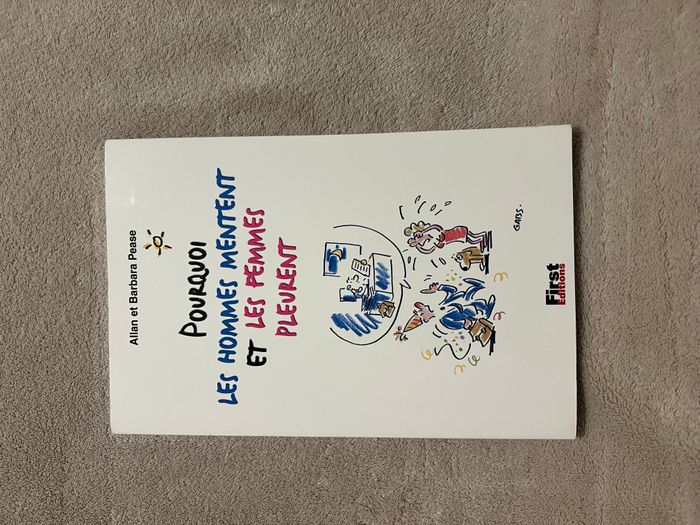 Allan et Barbara Pease
POURQUOI
LES HOMMES MENTENT
ET LES FEMMES
PLEURENT
GABS.
First
Editions